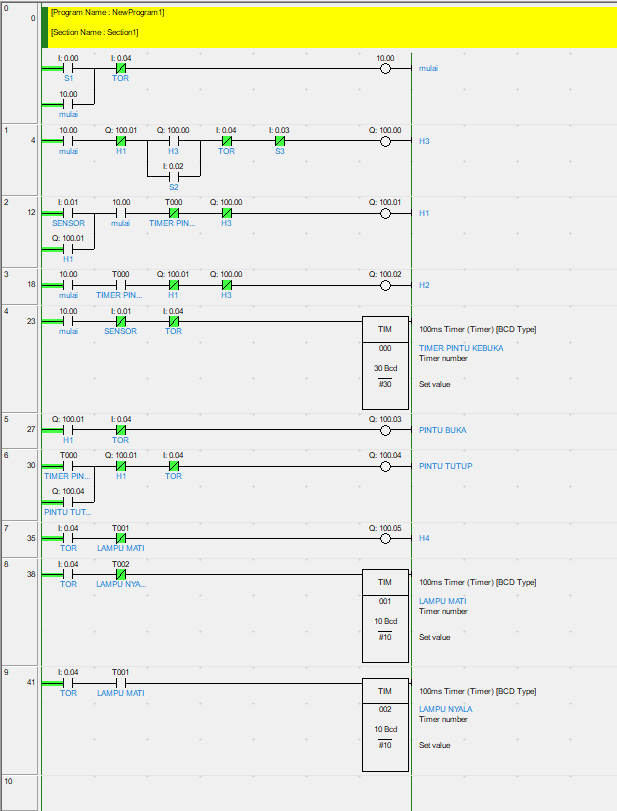 0
0
[Program Name : NewProgram1]
[Section Name : Section1]
I: 0.00 I: 0.04 10.00
S1 TOR mulai
10.00
mulai
1
4
10.00 Q: 100.01 Q: 100.00 I: 0.04 I: 0.03 Q: 100.00
mulai H1 H3 TOR S3 H3
I: 0.02
S2
2
12
I: 0.01 10.00 T000 Q: 100.00 Q: 100.01
SENSOR mulai TIMER PIN... H3 H1
Q: 100.01
H1
3
18
10.00 T000 Q: 100.01 Q: 100.00 Q: 100.02
mulai TIMER PIN... H1 H3 H2
4
23
10.00 I: 0.01 I: 0.04
mulai SENSOR TOR
TIM 100ms Timer (Timer) [BCD Type]
000 TIMER PINTU KEBUKA
Timer number
30 Bcd
#30 Set value
5
27
Q: 100.01 I: 0.04 Q: 100.03
H1 TOR PINTU BUKA
6
30
T000 Q: 100.01 I: 0.04 Q: 100.04
TIMER PIN... H1 TOR PINTU TUTUP
Q: 100.04
PINTU TUT...
7
35
I: 0.04 T001 Q: 100.05
TOR LAMPU MATI H4
8
38
I: 0.04 T002
TOR LAMPU NYA...
TIM 100ms Timer (Timer) [BCD Type]
001 LAMPU MATI
Timer number
10 Bcd
#10 Set value
9
41
I: 0.04 T001
TOR LAMPU MATI
TIM 100ms Timer (Timer) [BCD Type]
002 LAMPU NYALA
Timer number
10 Bcd
#10 Set value
10